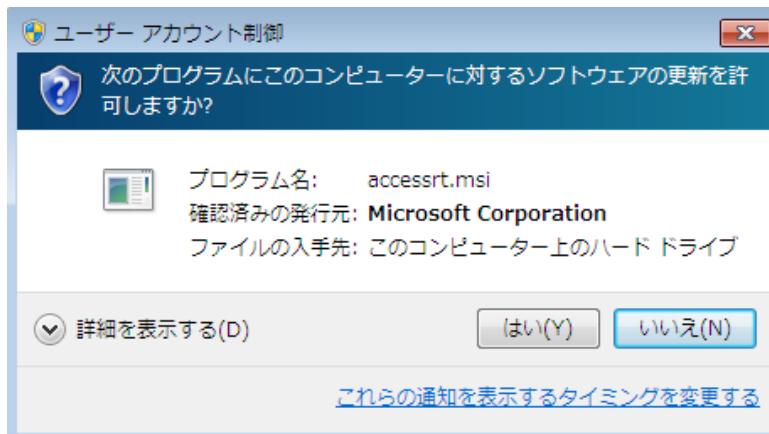 ユーザー アカウント制御
次のプログラムにこのコンピューターに対するソフトウェアの更新を許
可しますか?
プログラム名: accessrt.msi
確認済みの発行元: Microsoft Corporation
ファイルの入手先: このコンピューター上のハード ドライブ
詳細を表示する(D) はい(Y) いいえ(N)
これらの通知を表示するタイミングを変更する